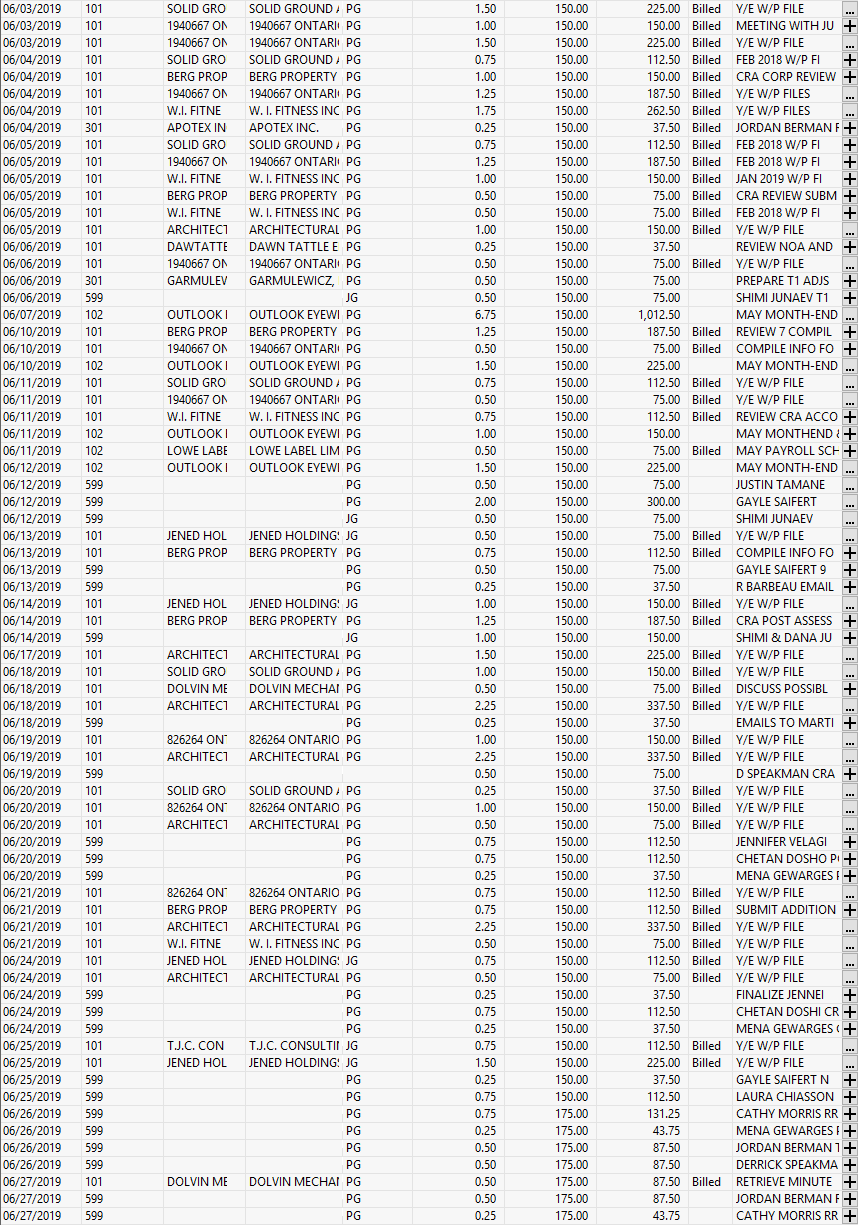 06/03/2019 101 SOLID GRO SOLID GROUND A PG 1.50 150.00 225.00 Billed Y/E W/P FILE ...
06/03/2019 101 1940667 ON 1940667 ONTARI PG 1.00 150.00 150.00 Billed MEETING WITH JU +
06/03/2019 101 1940667 ON 1940667 ONTARI PG 1.50 150.00 225.00 Billed Y/E W/P FILE ...
06/04/2019 101 SOLID GRO SOLID GROUND A PG 0.75 150.00 112.50 Billed FEB 2018 W/P FI +
06/04/2019 101 BERG PROP BERG PROPERTY PG 1.00 150.00 150.00 Billed CRA CORP REVIEW +
06/04/2019 101 1940667 ON 1940667 ONTARI PG 1.25 150.00 187.50 Billed Y/E W/P FILES ...
06/04/2019 101 W.I. FITNE W. I. FITNESS INC PG 1.75 150.00 262.50 Billed Y/E W/P FILES ...
06/04/2019 301 APOTEX IN APOTEX INC. PG 0.25 150.00 37.50 Billed JORDAN BERMAN F +
06/05/2019 101 SOLID GRO SOLID GROUND A PG 0.75 150.00 112.50 Billed FEB 2018 W/P FI +
06/05/2019 101 1940667 ON 1940667 ONTARI PG 1.25 150.00 187.50 Billed FEB 2018 W/P FI +
06/05/2019 101 W.I. FITNE W. I. FITNESS INC PG 1.00 150.00 150.00 Billed JAN 2019 W/P FI +
06/05/2019 101 BERG PROP BERG PROPERTY PG 0.50 150.00 75.00 Billed CRA REVIEW SUBM +
06/05/2019 101 W.I. FITNE W. I. FITNESS INC PG 0.50 150.00 75.00 Billed FEB 2018 W/P FI +
06/05/2019 101 ARCHITECT ARCHITECTURAL PG 1.00 150.00 150.00 Billed Y/E W/P FILE ...
06/06/2019 101 DAWTATTE DAWN TATTLE E PG 0.25 150.00 37.50 REVIEW NOA AND +
06/06/2019 101 1940667 ON 1940667 ONTARI PG 0.50 150.00 75.00 Billed Y/E W/P FILE ...
06/06/2019 301 GARMULEW GARMULEWICZ, PG 0.50 150.00 75.00 PREPARE T1 ADJS +
06/06/2019 599 JG 0.50 150.00 75.00 SHIMI JUNAEV T1 +
06/07/2019 102 OUTLOOK I OUTLOOK EYEWI PG 6.75 150.00 1,012.50 MAY MONTH-END ...
06/10/2019 101 BERG PROP BERG PROPERTY PG 1.25 150.00 187.50 Billed REVIEW 7 COMPIL +
06/10/2019 101 1940667 ON 1940667 ONTARI PG 0.50 150.00 75.00 Billed COMPILE INFO FO +
06/10/2019 102 OUTLOOK I OUTLOOK EYEWI PG 1.50 150.00 225.00 MAY MONTH-END ...
06/11/2019 101 SOLID GRO SOLID GROUND A PG 0.75 150.00 112.50 Billed Y/E W/P FILE ...
06/11/2019 101 1940667 ON 1940667 ONTARI PG 0.50 150.00 75.00 Billed Y/E W/P FILE ...
06/11/2019 101 W.I. FITNE W. I. FITNESS INC PG 0.75 150.00 112.50 Billed REVIEW CRA ACCO +
06/11/2019 102 OUTLOOK I OUTLOOK EYEWI PG 1.00 150.00 150.00 MAY MONTHEND & +
06/11/2019 102 LOWE LABE LOWE LABEL LIM PG 0.50 150.00 75.00 Billed MAY PAYROLL SCH +
06/12/2019 102 OUTLOOK I OUTLOOK EYEWI PG 1.50 150.00 225.00 MAY MONTH-END ...
06/12/2019 599 PG 0.50 150.00 75.00 JUSTIN TAMANE +
06/12/2019 599 PG 2.00 150.00 300.00 GAYLE SAIFERT +
06/12/2019 599 JG 0.50 150.00 75.00 SHIMI JUNAEV +
06/13/2019 101 JENED HOL JENED HOLDINGS JG 0.50 150.00 75.00 Billed Y/E W/P FILE ...
06/13/2019 101 BERG PROP BERG PROPERTY PG 0.75 150.00 112.50 Billed COMPILE INFO FO +
06/13/2019 599 PG 0.50 150.00 75.00 GAYLE SAIFERT 9 +
06/13/2019 599 PG 0.25 150.00 37.50 R BARBEAU EMAIL +
06/14/2019 101 JENED HOL JENED HOLDINGS JG 1.00 150.00 150.00 Billed Y/E W/P FILE ...
06/14/2019 101 BERG PROP BERG PROPERTY PG 1.25 150.00 187.50 Billed CRA POST ASSESS +
06/14/2019 599 JG 1.00 150.00 150.00 SHIMI & DANA JU +
06/17/2019 101 ARCHITECT ARCHITECTURAL PG 1.50 150.00 225.00 Billed Y/E W/P FILE ...
06/18/2019 101 SOLID GRO SOLID GROUND A PG 1.00 150.00 150.00 Billed Y/E W/P FILE ...
06/18/2019 101 DOLVIN ME DOLVIN MECHAI PG 0.50 150.00 75.00 Billed DISCUSS POSSIBL +
06/18/2019 101 ARCHITECT ARCHITECTURAL PG 2.25 150.00 337.50 Billed Y/E W/P FILE ...
06/18/2019 599 PG 0.25 150.00 37.50 EMAILS TO MARTI +
06/19/2019 101 826264 ONT 826264 ONTARIO PG 1.00 150.00 150.00 Billed Y/E W/P FILE ...
06/19/2019 101 ARCHITECT ARCHITECTURAL PG 2.25 150.00 337.50 Billed Y/E W/P FILE ...
06/19/2019 599 0.50 150.00 75.00 D SPEAKMAN CRA +
06/20/2019 101 SOLID GRO SOLID GROUND A PG 0.25 150.00 37.50 Billed Y/E W/P FILE ...
06/20/2019 101 826264 ONT 826264 ONTARIO PG 1.00 150.00 150.00 Billed Y/E W/P FILE ...
06/20/2019 101 ARCHITECT ARCHITECTURAL PG 0.50 150.00 75.00 Billed Y/E W/P FILE ...
06/20/2019 599 PG 0.75 150.00 112.50 JENNIFER VELAGI +
06/20/2019 599 PG 0.75 150.00 112.50 CHETAN DOSHO P +
06/20/2019 599 PG 0.25 150.00 37.50 MENA GEWARGES F +
06/21/2019 101 826264 ONT 826264 ONTARIO PG 0.75 150.00 112.50 Billed Y/E W/P FILE ...
06/21/2019 101 BERG PROP BERG PROPERTY PG 0.75 150.00 112.50 Billed SUBMIT ADDITION +
06/21/2019 101 ARCHITECT ARCHITECTURAL PG 2.25 150.00 337.50 Billed Y/E W/P FILE ...
06/21/2019 101 W.I. FITNE W. I. FITNESS INC PG 0.50 150.00 75.00 Billed Y/E W/P FILE ...
06/24/2019 101 JENED HOL JENED HOLDINGS JG 0.75 150.00 112.50 Billed Y/E W/P FILE ...
06/24/2019 101 ARCHITECT ARCHITECTURAL PG 0.50 150.00 75.00 Billed Y/E W/P FILE ...
06/24/2019 599 PG 0.25 150.00 37.50 FINALIZE JENNEI +
06/24/2019 599 PG 0.75 150.00 112.50 CHETAN DOSHI CR +
06/24/2019 599 PG 0.25 150.00 37.50 MENA GEWARGES C +
06/25/2019 101 T.J.C. CON T.J.C. CONSULTII JG 0.75 150.00 112.50 Billed Y/E W/P FILE ...
06/25/2019 101 JENED HOL JENED HOLDINGS JG 1.50 150.00 225.00 Billed Y/E W/P FILE ...
06/25/2019 599 PG 0.25 150.00 37.50 GAYLE SAIFERT N +
06/25/2019 599 PG 0.75 150.00 112.50 LAURA CHIASSON +
06/26/2019 599 PG 0.75 175.00 131.25 CATHY MORRIS RR +
06/26/2019 599 PG 0.25 175.00 43.75 MENA GEWARGES F +
06/26/2019 599 PG 0.50 175.00 87.50 JORDAN BERMAN T +
06/26/2019 599 PG 0.50 175.00 87.50 DERRICK SPEAKMA +
06/27/2019 101 DOLVIN ME DOLVIN MECHAI PG 0.50 175.00 87.50 Billed RETRIEVE MINUTE +
06/27/2019 599 PG 0.50 175.00 87.50 JORDAN BERMAN F +
06/27/2019 599 PG 0.25 175.00 43.75 CATHY MORRIS RR +